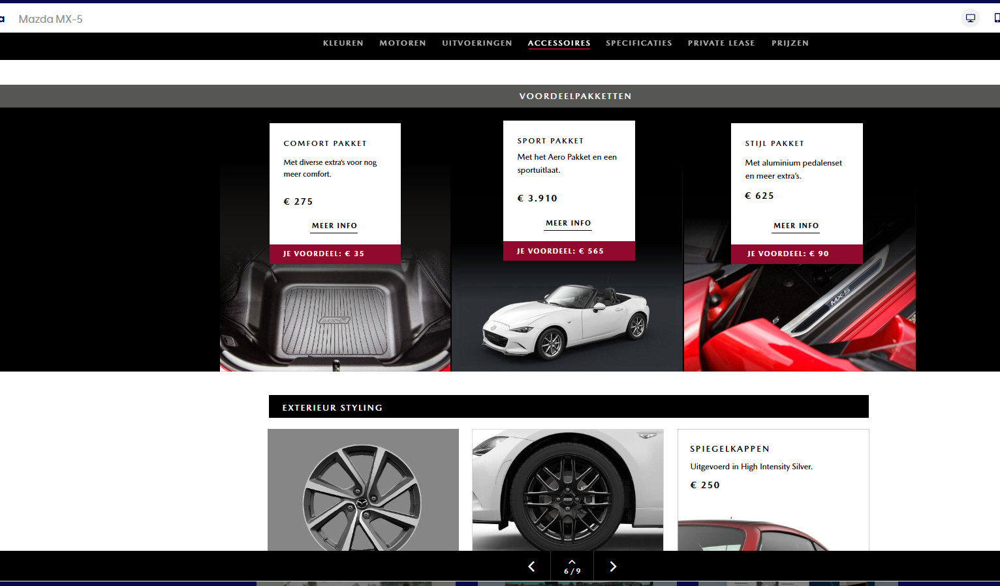 a Mazda MX-5
KLEUREN MOTOREN UITVOERINGEN ACCESSOIRES SPECIFICATIES PRIVATE LEASE PRIJZEN
VOORDEELPAKKETTEN
COMFORT PAKKET
Met diverse extra's voor nog
meer comfort.
€ 275
MEER INFO
JE VOORDEEL: € 35
SPORT PAKKET
Met het Aero Pakket en een
sportuitlaat.
€ 3.910
MEER INFO
JE VOORDEEL: € 565
STIJL PAKKET
Met aluminium pedalenset
en meer extra's.
€ 625
MEER INFO
JE VOORDEEL: € 90
MX-5
EXTERIEUR STYLING
SPIEGELKAPPEN
Uitgevoerd in High Intensity Silver.
€ 250
6 / 9